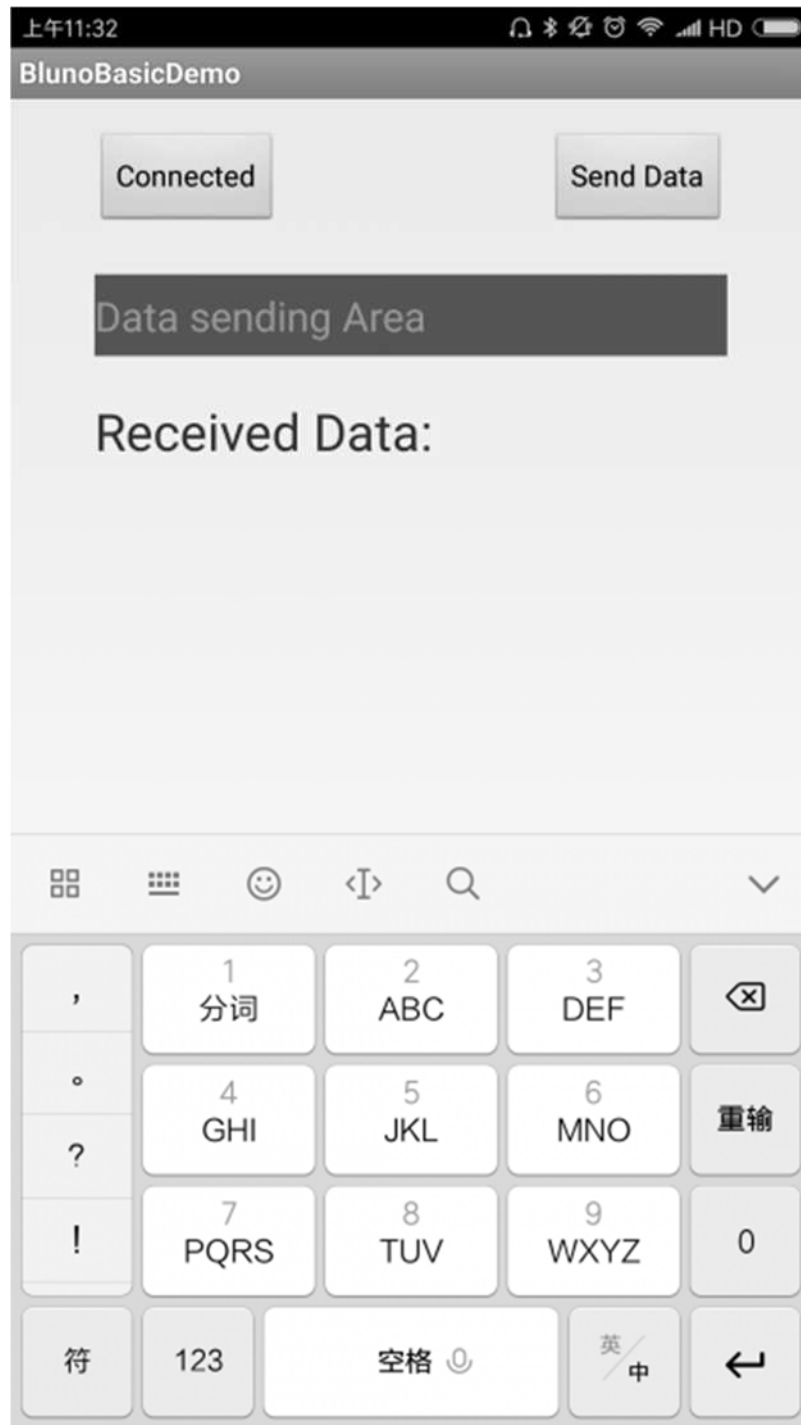 上午11:32 HD
BlunoBasicDemo
Connected Send Data
Data sending Area
Received Data:
， 1 2 3
分词 ABC DEF
。 4 5 6
GHI JKL MNO 重输
?
7 8 9
! PQRS TUV WXYZ 0
符 123 空格 英/中